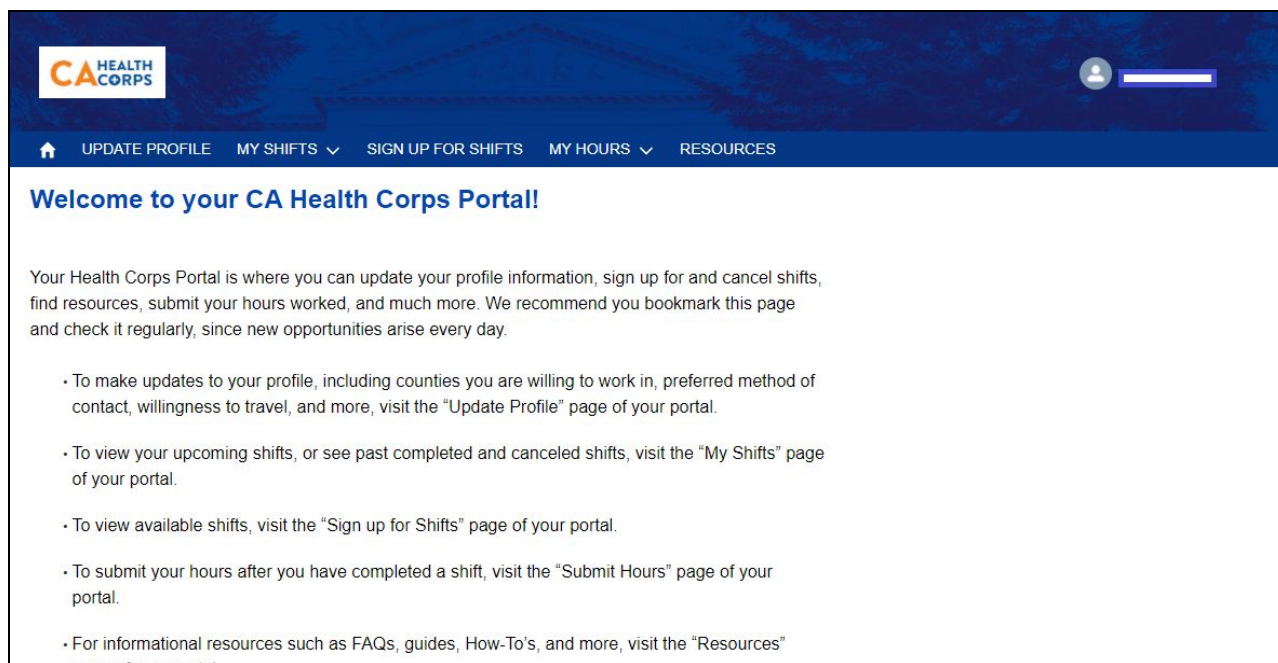 CA HEALTH CORPS
UPDATE PROFILE MY SHIFTS SIGN UP FOR SHIFTS MY HOURS RESOURCES
Welcome to your CA Health Corps Portal!
Your Health Corps Portal is where you can update your profile information, sign up for and cancel shifts,
find resources, submit your hours worked, and much more. We recommend you bookmark this page
and check it regularly, since new opportunities arise every day.
• To make updates to your profile, including counties you are willing to work in, preferred method of
contact, willingness to travel, and more, visit the “Update Profile” page of your portal.
• To view your upcoming shifts, or see past completed and canceled shifts, visit the “My Shifts” page
of your portal.
• To view available shifts, visit the “Sign up for Shifts” page of your portal.
• To submit your hours after you have completed a shift, visit the “Submit Hours” page of your
portal.
• For informational resources such as FAQs, guides, How-To’s, and more, visit the “Resources”